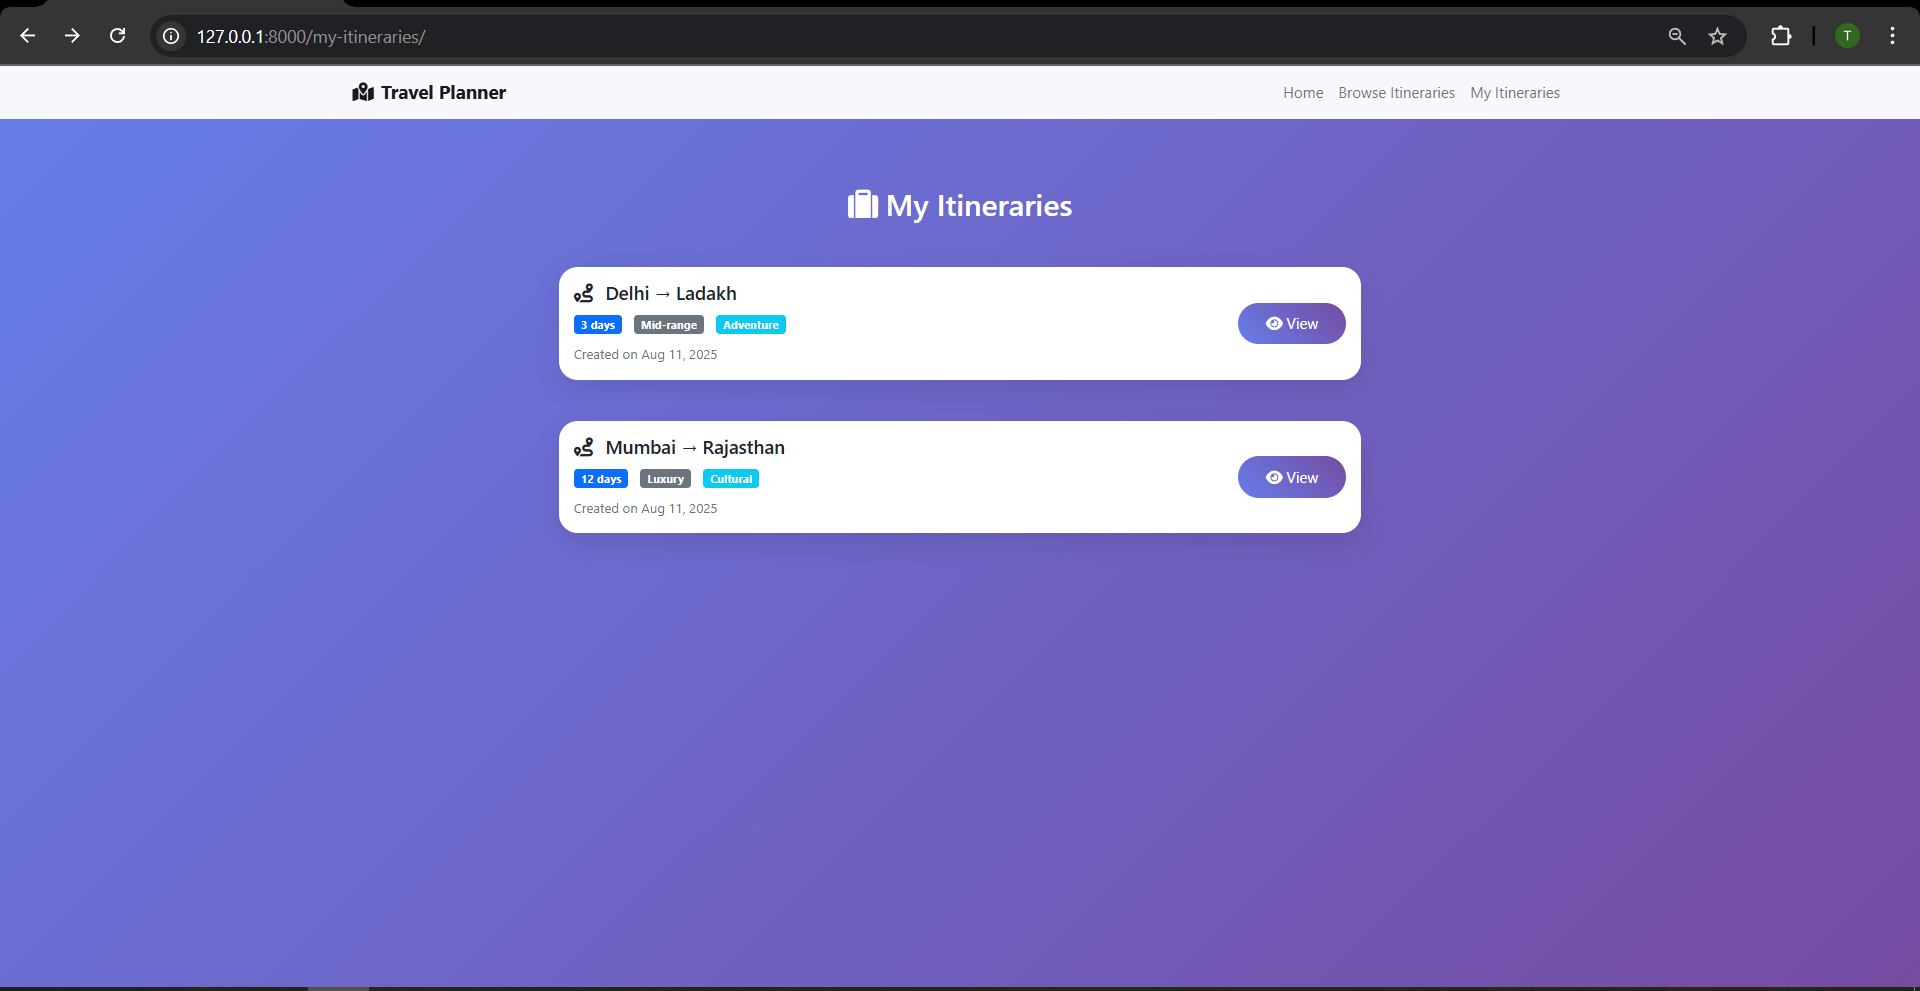 127.0.0.1:8000/my-itineraries/
T
Travel Planner
Home Browse Itineraries My Itineraries
My Itineraries
Delhi → Ladakh
3 days Mid-range Adventure
View
Created on Aug 11, 2025
Mumbai → Rajasthan
12 days Luxury Cultural
View
Created on Aug 11, 2025